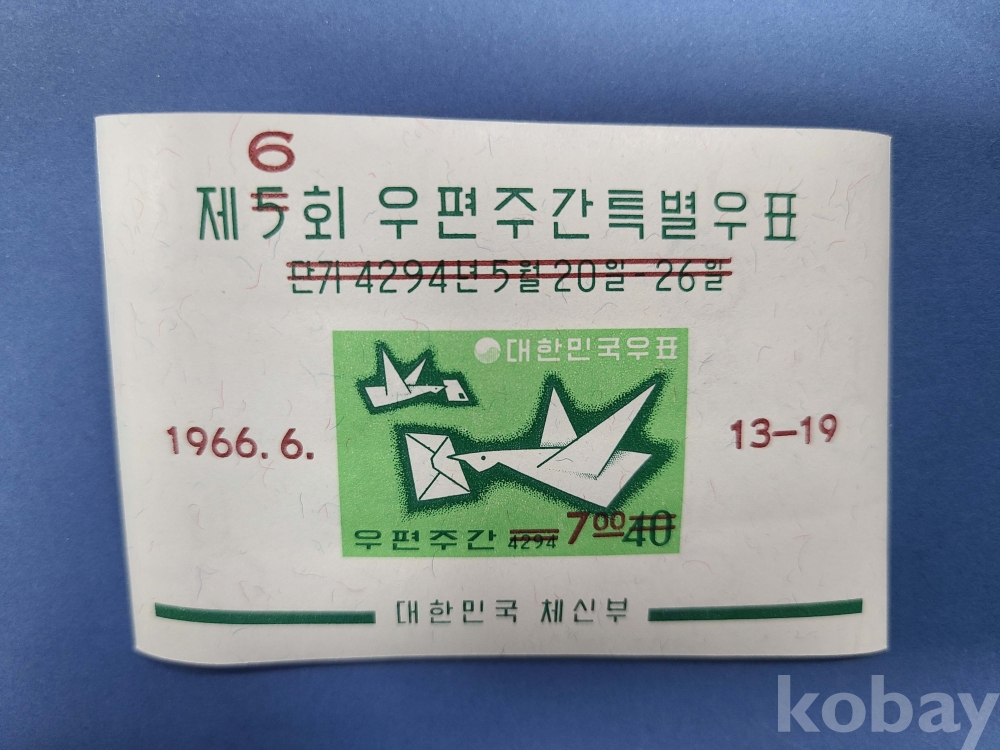 6
제5회 우편주간특별우표
단기 4294년 5월 20일-26일
대한민국우표
1966. 6.
13-19
우편주간 4294 7 00 40
대한민국 체신부
kobay